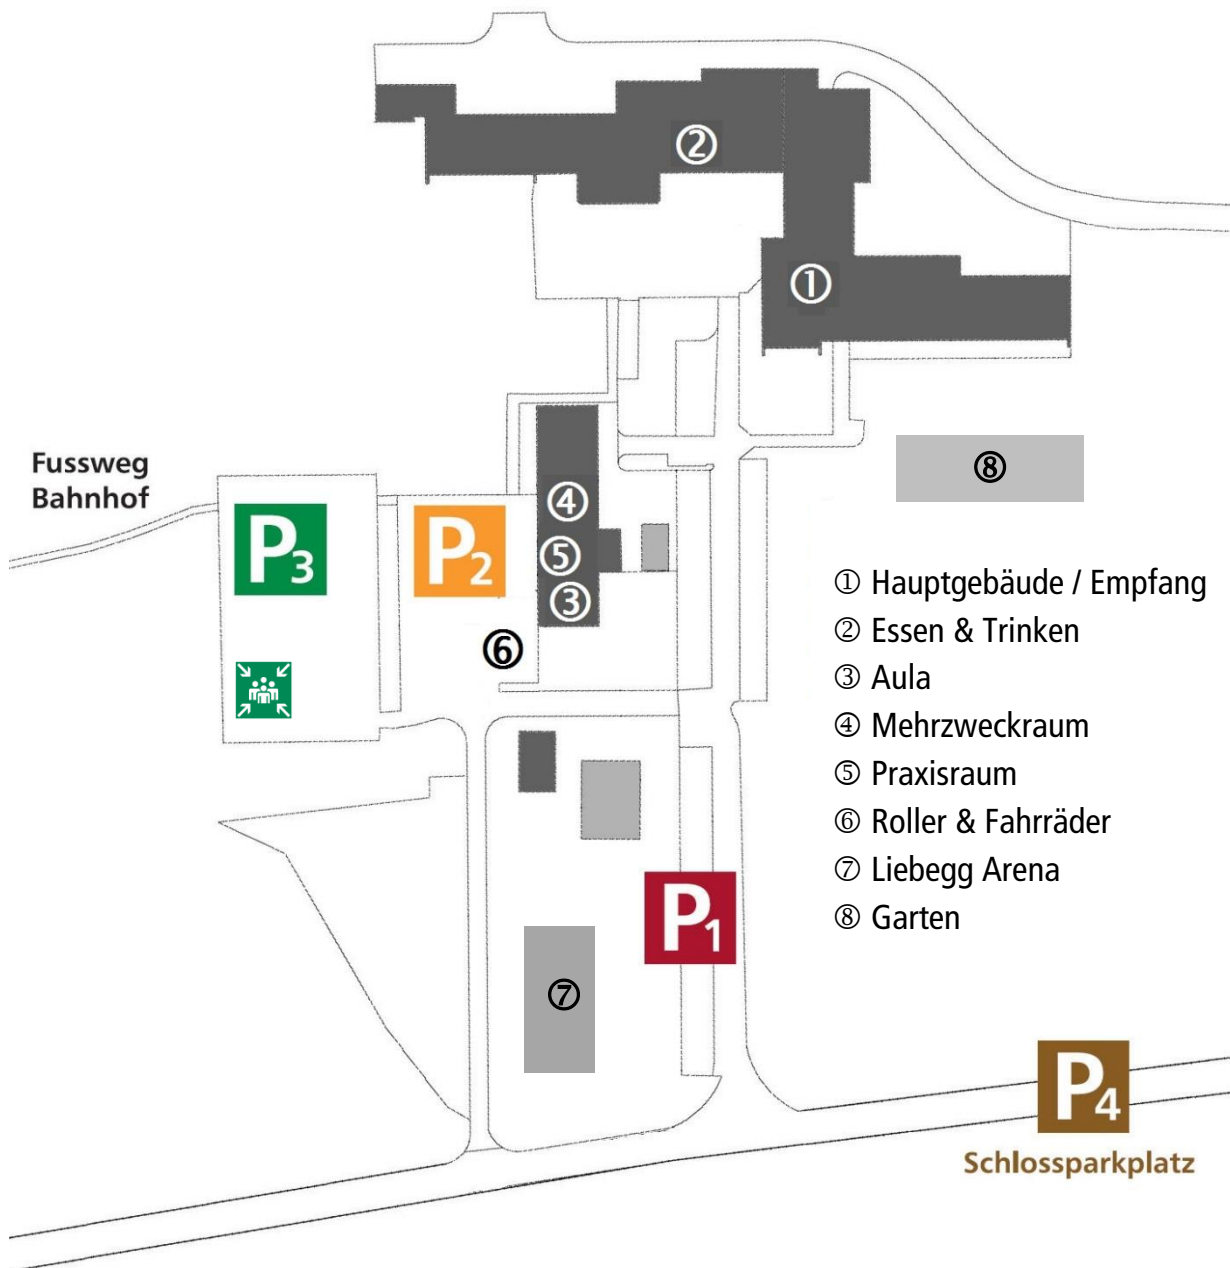 ②
①
Fussweg
Bahnhof
⑧
P3
P2
④
⑤
③
⑥
① Hauptgebäude / Empfang
② Essen & Trinken
③ Aula
④ Mehrzweckraum
⑤ Praxisraum
⑥ Roller & Fahrräder
⑦ Liebegg Arena
⑧ Garten
P1
⑦
P4
Schlossparkplatz